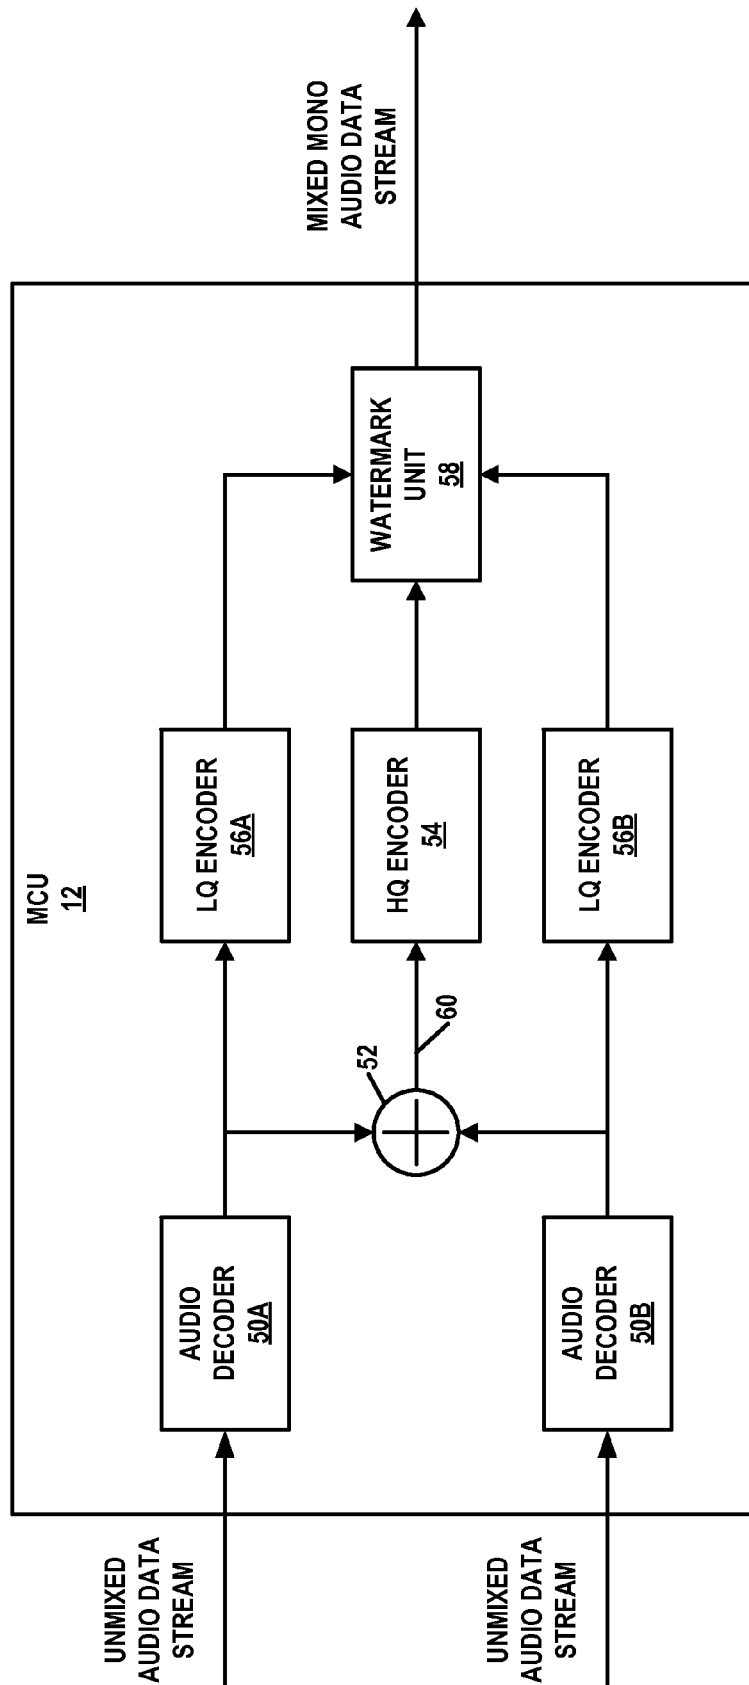 MCU
12
UNMIXED
AUDIO DATA
STREAM
AUDIO
DECODER
50A
LQ ENCODER
56A
52
60
HQ ENCODER
54
WATERMARK
UNIT
58
MIXED MONO
AUDIO DATA
STREAM
UNMIXED
AUDIO DATA
STREAM
AUDIO
DECODER
50B
LQ ENCODER
56B